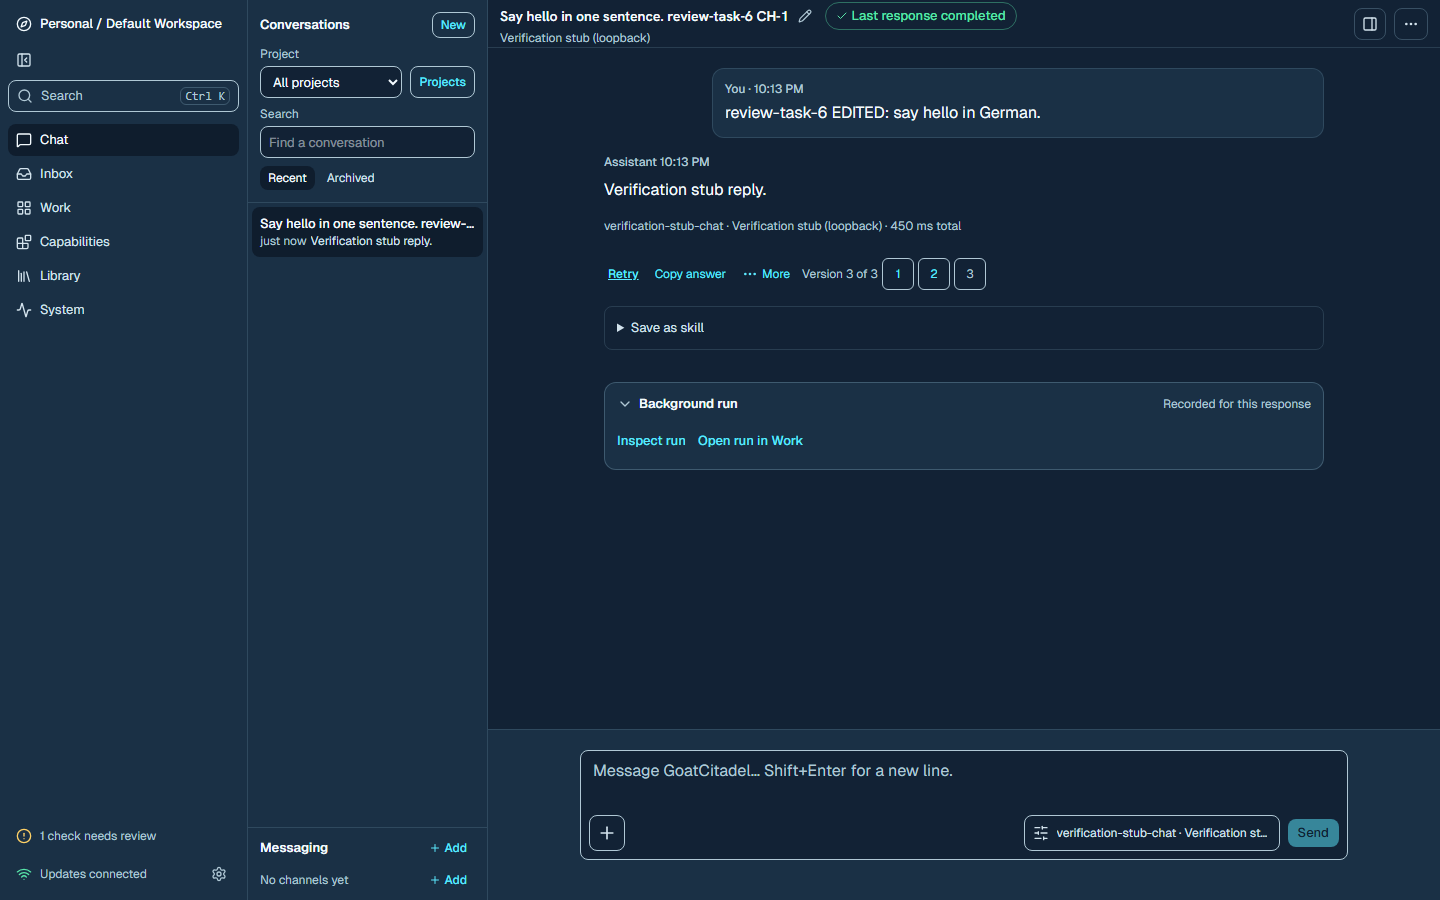 Personal / Default Workspace
Search
Ctrl K
Chat
Inbox
Work
Capabilities
Library
System
1 check needs review
Updates connected
Conversations
New
Project
All projects
Projects
Search
Find a conversation
Recent
Archived
Say hello in one sentence. review-...
just now Verification stub reply.
Messaging
+ Add
No channels yet
+ Add
Say hello in one sentence. review-task-6 CH-1
Last response completed
Verification stub (loopback)
You · 10:13 PM
review-task-6 EDITED: say hello in German.
Assistant 10:13 PM
Verification stub reply.
verification-stub-chat · Verification stub (loopback) · 450 ms total
Retry
Copy answer
More
Version 3 of 3
1
2
3
Save as skill
Background run
Recorded for this response
Inspect run
Open run in Work
Message GoatCitadel... Shift+Enter for a new line.
verification-stub-chat · Verification st...
Send